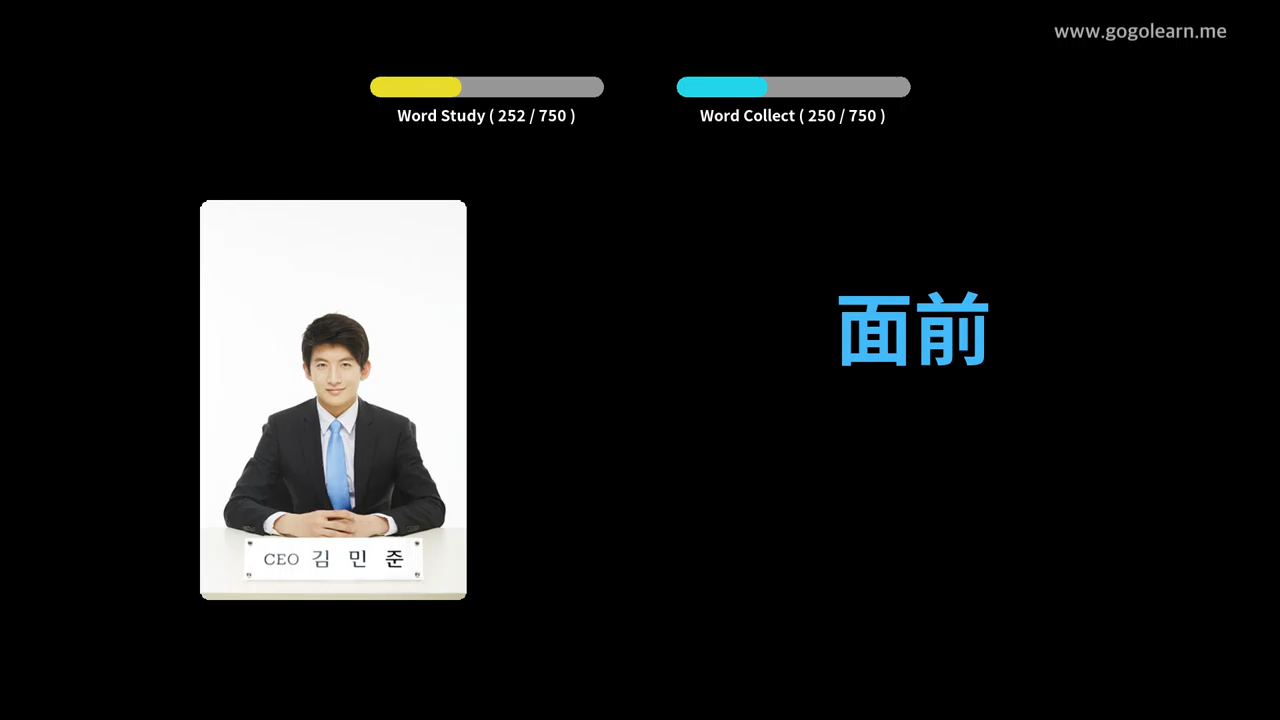 www.gogolearn.me
Word Study ( 252 / 750 )
Word Collect ( 250 / 750 )
面前
CEO 김 민 준